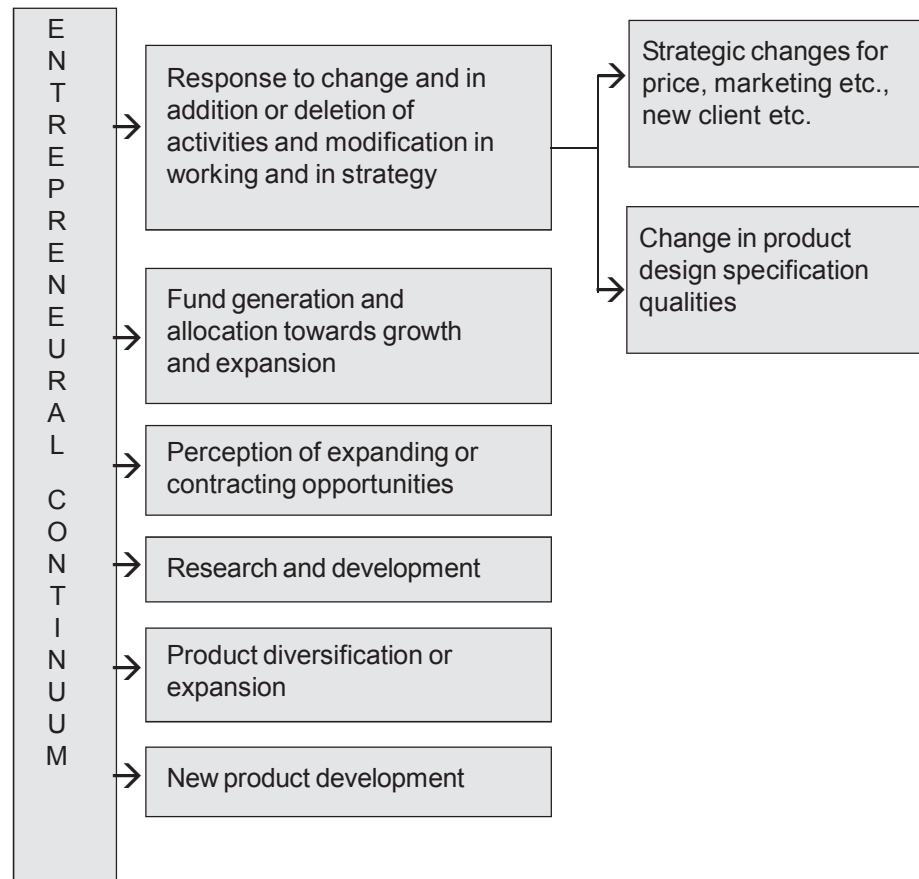 E
N
T
R
E
P
R
E
N
E
U
R
A
L
C
O
N
T
I
N
U
U
M
Response to change and in
addition or deletion of
activities and modification in
working and in strategy
Strategic changes for
price, marketing etc.,
new client etc.
Change in product
design specification
qualities
Fund generation and
allocation towards growth
and expansion
Perception of expanding or
contracting opportunities
Research and development
Product diversification or
expansion
New product development